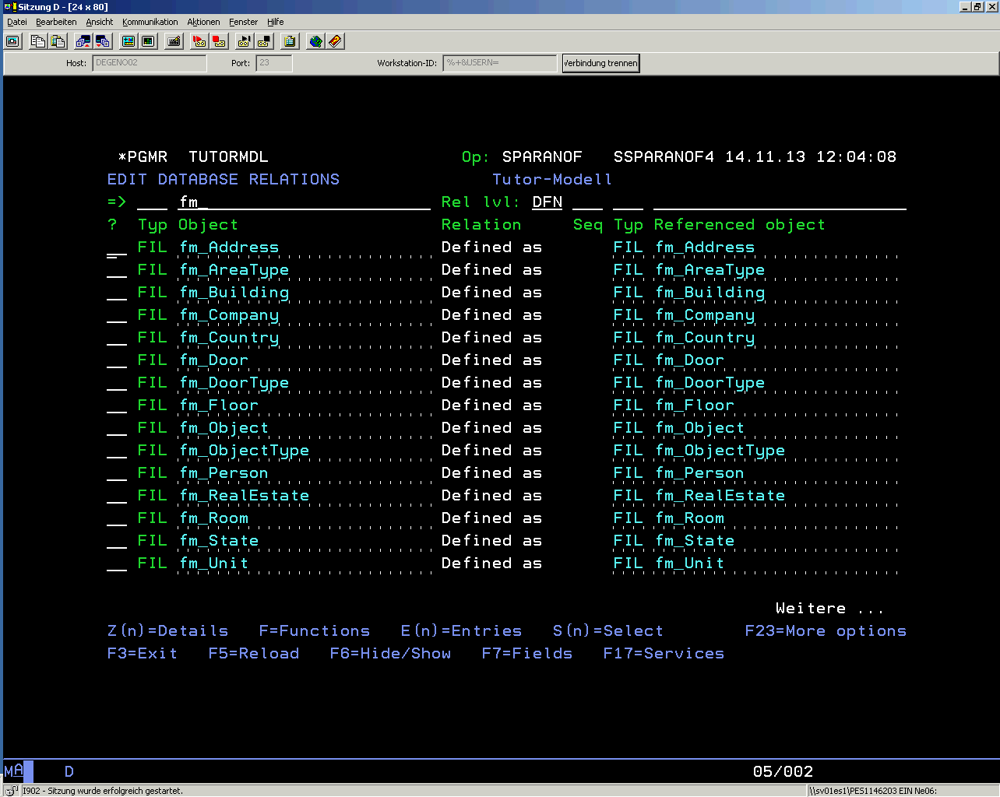 Sitzung D - [24 x 80]
Datei Bearbeiten Ansicht Kommunikation Aktionen Fenster Hilfe
Host: DEGENO02 Port: 23 Workstation-ID: %+&USERN= Verbindung trennen
*PGMR TUTORMDL Op: SPARANOF SSPARANOF4 14.11.13 12:04:08
EDIT DATABASE RELATIONS Tutor-Modell
=> fm_ Rel lvl: DFN
? Typ Object Relation Seq Typ Referenced object
FIL fm_Address Defined as FIL fm_Address
FIL fm_AreaType Defined as FIL fm_AreaType
FIL fm_Building Defined as FIL fm_Building
FIL fm_Company Defined as FIL fm_Company
FIL fm_Country Defined as FIL fm_Country
FIL fm_Door Defined as FIL fm_Door
FIL fm_DoorType Defined as FIL fm_DoorType
FIL fm_Floor Defined as FIL fm_Floor
FIL fm_Object Defined as FIL fm_Object
FIL fm_ObjectType Defined as FIL fm_ObjectType
FIL fm_Person Defined as FIL fm_Person
FIL fm_RealEstate Defined as FIL fm_RealEstate
FIL fm_Room Defined as FIL fm_Room
FIL fm_State Defined as FIL fm_State
FIL fm_Unit Defined as FIL fm_Unit
Weitere ...
Z(n)=Details F=Functions E(n)=Entries S(n)=Select F23=More options
F3=Exit F5=Reload F6=Hide/Show F7=Fields F17=Services
MA D 05/002
I902 - Sitzung wurde erfolgreich gestartet. \\sv01es1\PES1146203 EIN Ne06: